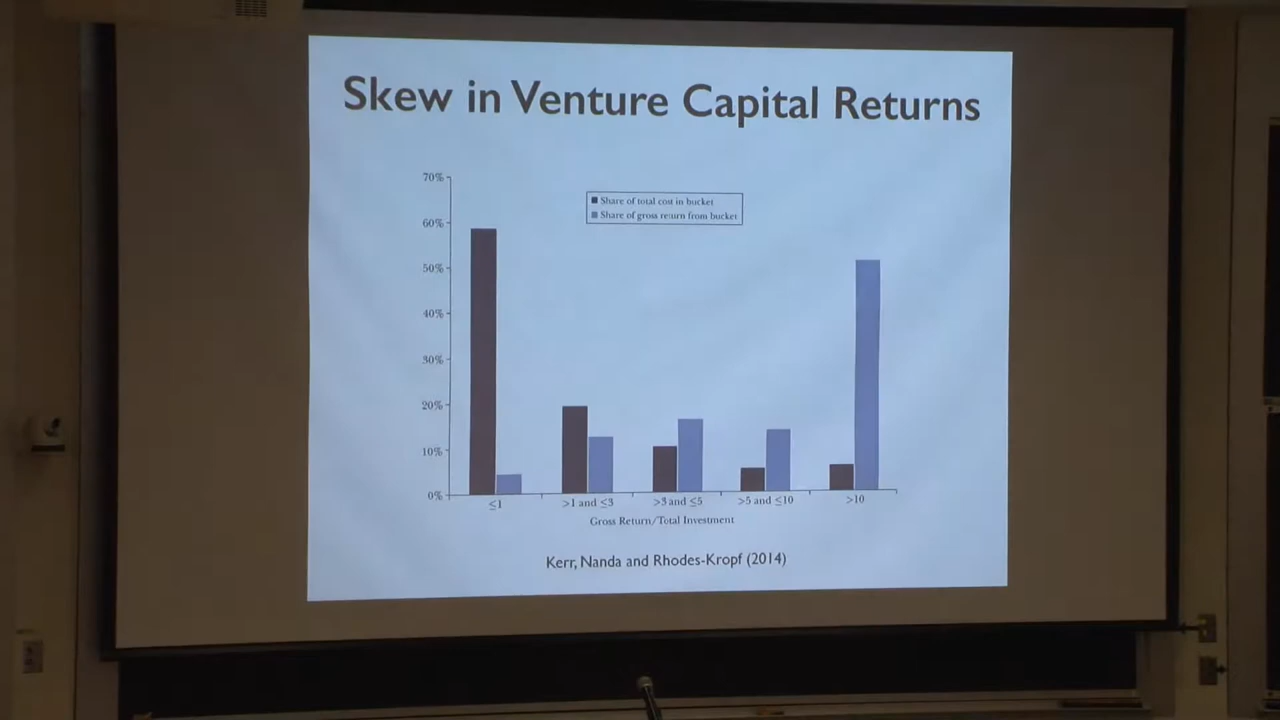 Skew in Venture Capital Returns
70%
60%
50%
40%
30%
20%
10%
0%
Share of total cost in bucket
Share of gross return from bucket
≤1
>1 and ≤3
>3 and ≤5
>5 and ≤10
>10
Gross Return/Total Investment
Kerr, Nanda and Rhodes-Kropf (2014)